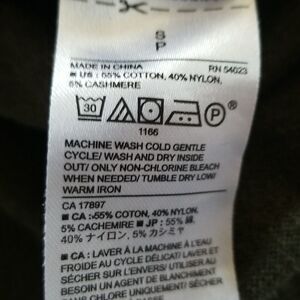 S
P
MADE IN CHINA RN 54023
■ US : 55% COTTON, 40% NYLON,
5% CASHMERE
30 P
1166
MACHINE WASH COLD GENTLE
CYCLE/ WASH AND DRY INSIDE
OUT/ ONLY NON-CHLORINE BLEACH
WHEN NEEDED/ TUMBLE DRY LOW/
WARM IRON
CA 17897
■ CA : 55% COTON, 40% NYLON,
5% CACHEMIRE ■ JP : 55% 綿,
40% ナイロン, 5% カシミヤ
■ CA : LAVER À LA MACHINE À L'EAU
FROIDE AU CYCLE DÉLICAT/ LAVER ET
SÉCHER SUR L'ENVERS/ UTILISER AU
BESOIN UN AGENT DE BLANCHIMENT
SANS CHLORE UNIQUEMENT/ SÉCHER